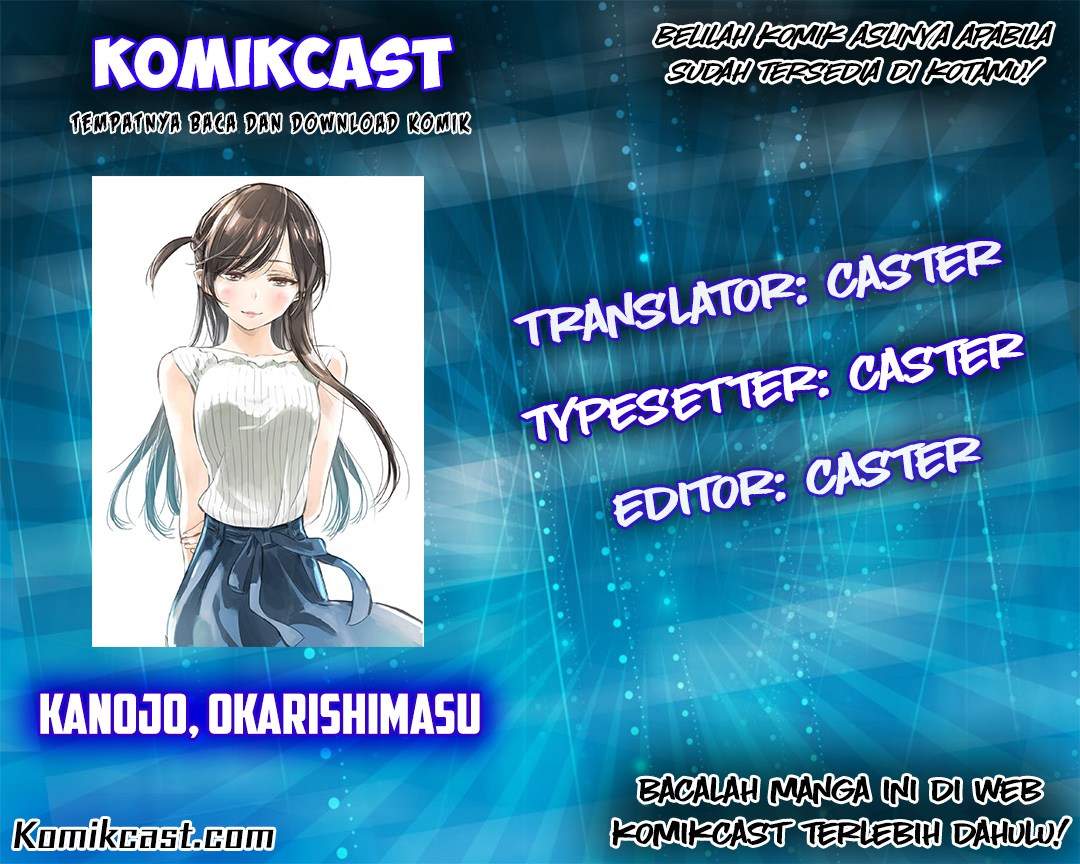 KOMIKCAST
TEMPATNYA BACA DAN DOWNLOAD KOMIK
BELILAH KOMIK ASLINYA APABILA
SUDAH TERSEDIA DI KOTAMU!
TRANSLATOR: CASTER
TYPESETTER: CASTER
EDITOR: CASTER
KANOJO, OKARISHIMASU
Komikcast.com
BACALAH MANGA INI DI WEB
KOMIKCAST TERLEBIH DAHULU!